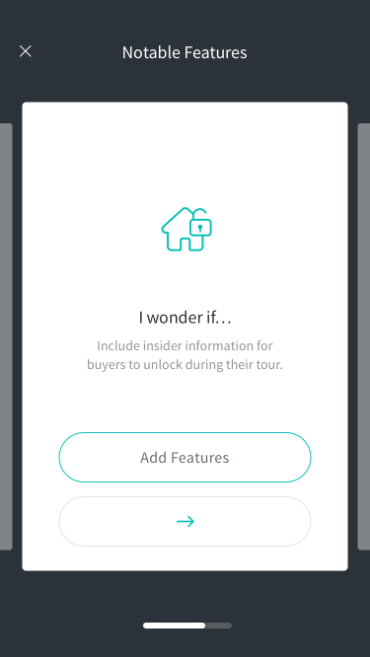 Notable Features
I wonder if...
Include insider information for
buyers to unlock during their tour.
Add Features